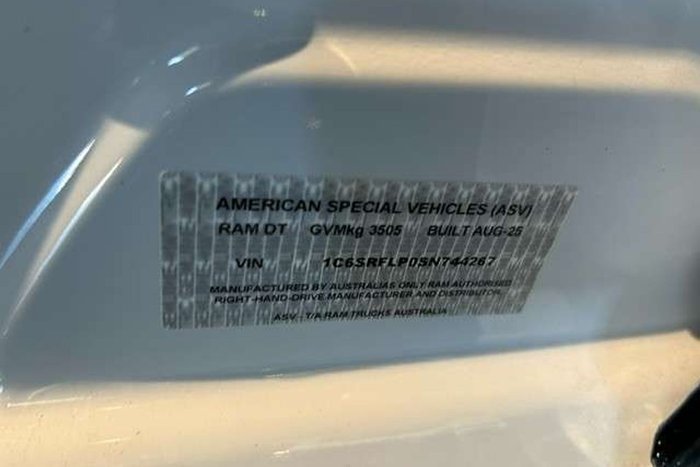 AMERICAN SPECIAL VEHICLES (ASV)
RAM DT GVMkg 3505 BUILT AUG-25
VIN 1C6SRFLP0SN744267
MANUFACTURED BY AUSTRALIAS ONLY RAM AUTHORISED
RIGHT-HAND-DRIVE MANUFACTURER AND DISTRIBUTOR
ASV - T/A RAM TRUCKS AUSTRALIA